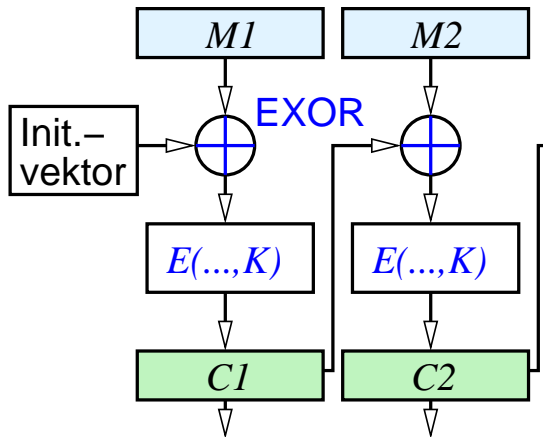 M1 M2
EXOR
Init.–
vektor
E(...,K) E(...,K)
C1 C2